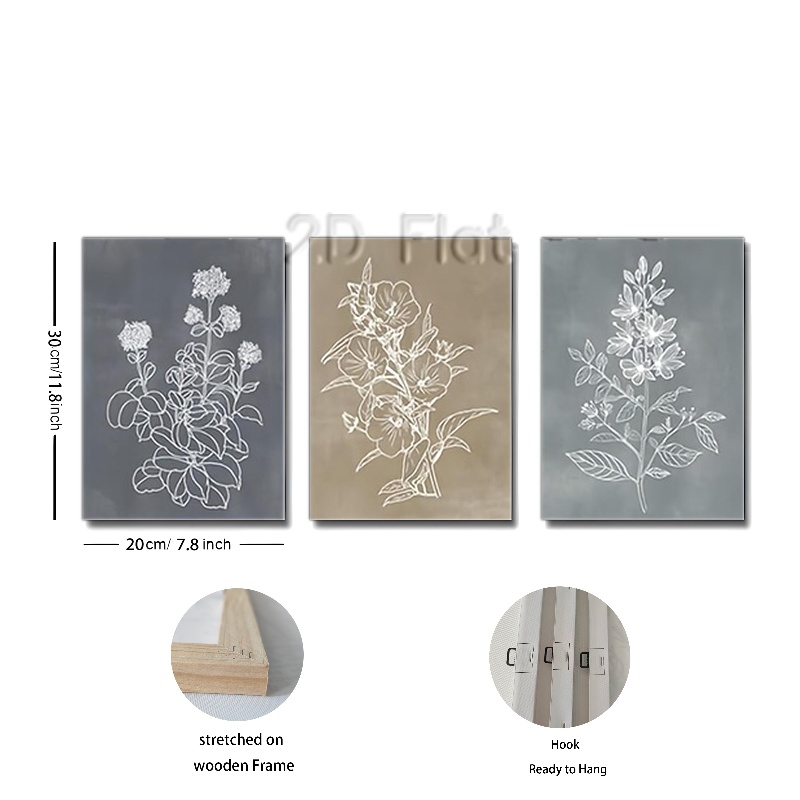 2D Flat
30cm/11.8inch
20cm/ 7.8 inch
stretched on
wooden Frame
Hook
Ready to Hang